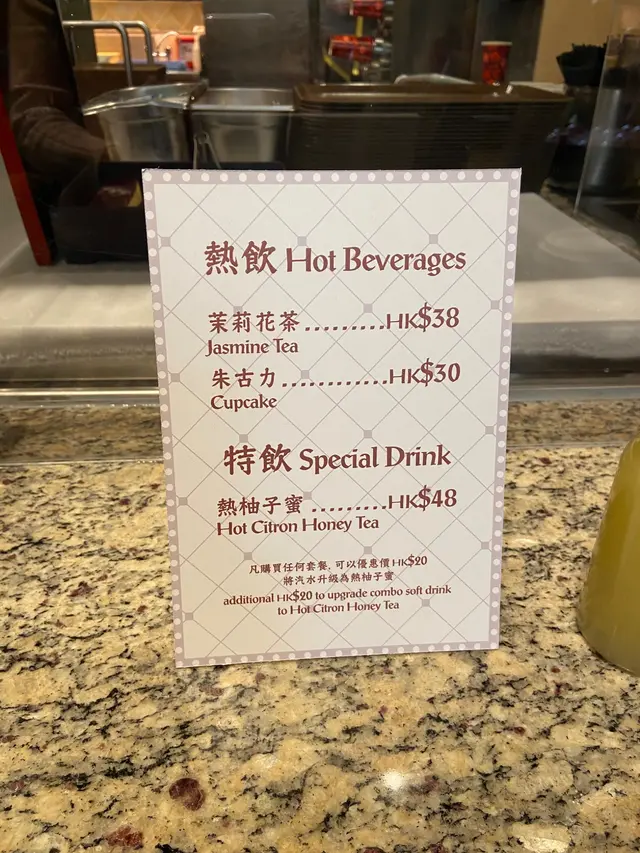 熱飲 Hot Beverages
茉莉花茶.........HK$38
Jasmine Tea
朱古力............HK$30
Cupcake
特飲 Special Drink
熱柚子蜜.........HK$48
Hot Citron Honey Tea
凡購買任何套餐, 可以優惠價HK$20
將汽水升級為熱柚子蜜
additional HK$20 to upgrade combo soft drink
to Hot Citron Honey Tea